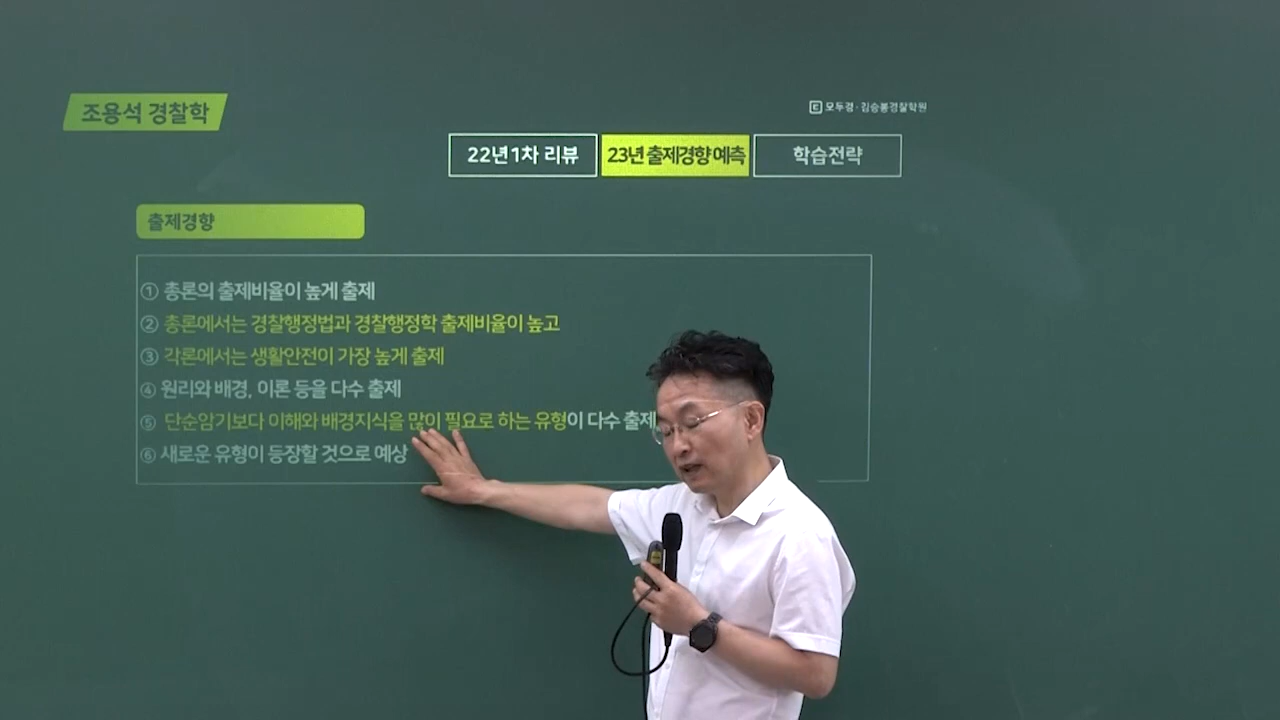 조용석 경찰학
모두경·김승봉경찰학원
22년 1차 리뷰 23년 출제경향 예측 학습전략
출제경향
① 총론의 출제비율이 높게 출제
② 총론에서는 경찰행정법과 경찰행정학 출제비율이 높고
③ 각론에서는 생활안전이 가장 높게 출제
④ 원리와 배경, 이론 등을 다수 출제
⑤ 단순암기보다 이해와 배경지식을 많이 필요로 하는 유형이 다수 출제
⑥ 새로운 유형이 등장할 것으로 예상